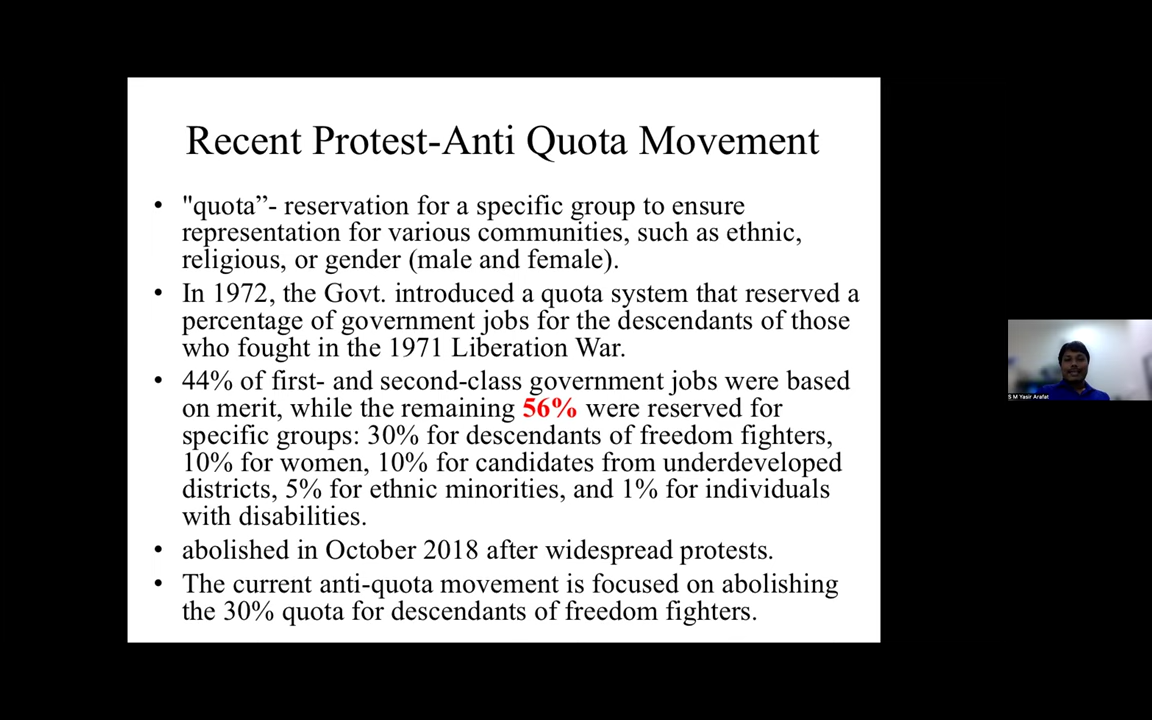 Recent Protest-Anti Quota Movement
• "quota”- reservation for a specific group to ensure
representation for various communities, such as ethnic,
religious, or gender (male and female).
• In 1972, the Govt. introduced a quota system that reserved a
percentage of government jobs for the descendants of those
who fought in the 1971 Liberation War.
• 44% of first- and second-class government jobs were based
on merit, while the remaining 56% were reserved for
specific groups: 30% for descendants of freedom fighters,
10% for women, 10% for candidates from underdeveloped
districts, 5% for ethnic minorities, and 1% for individuals
with disabilities.
• abolished in October 2018 after widespread protests.
• The current anti-quota movement is focused on abolishing
the 30% quota for descendants of freedom fighters.
S M Yasir Arafat